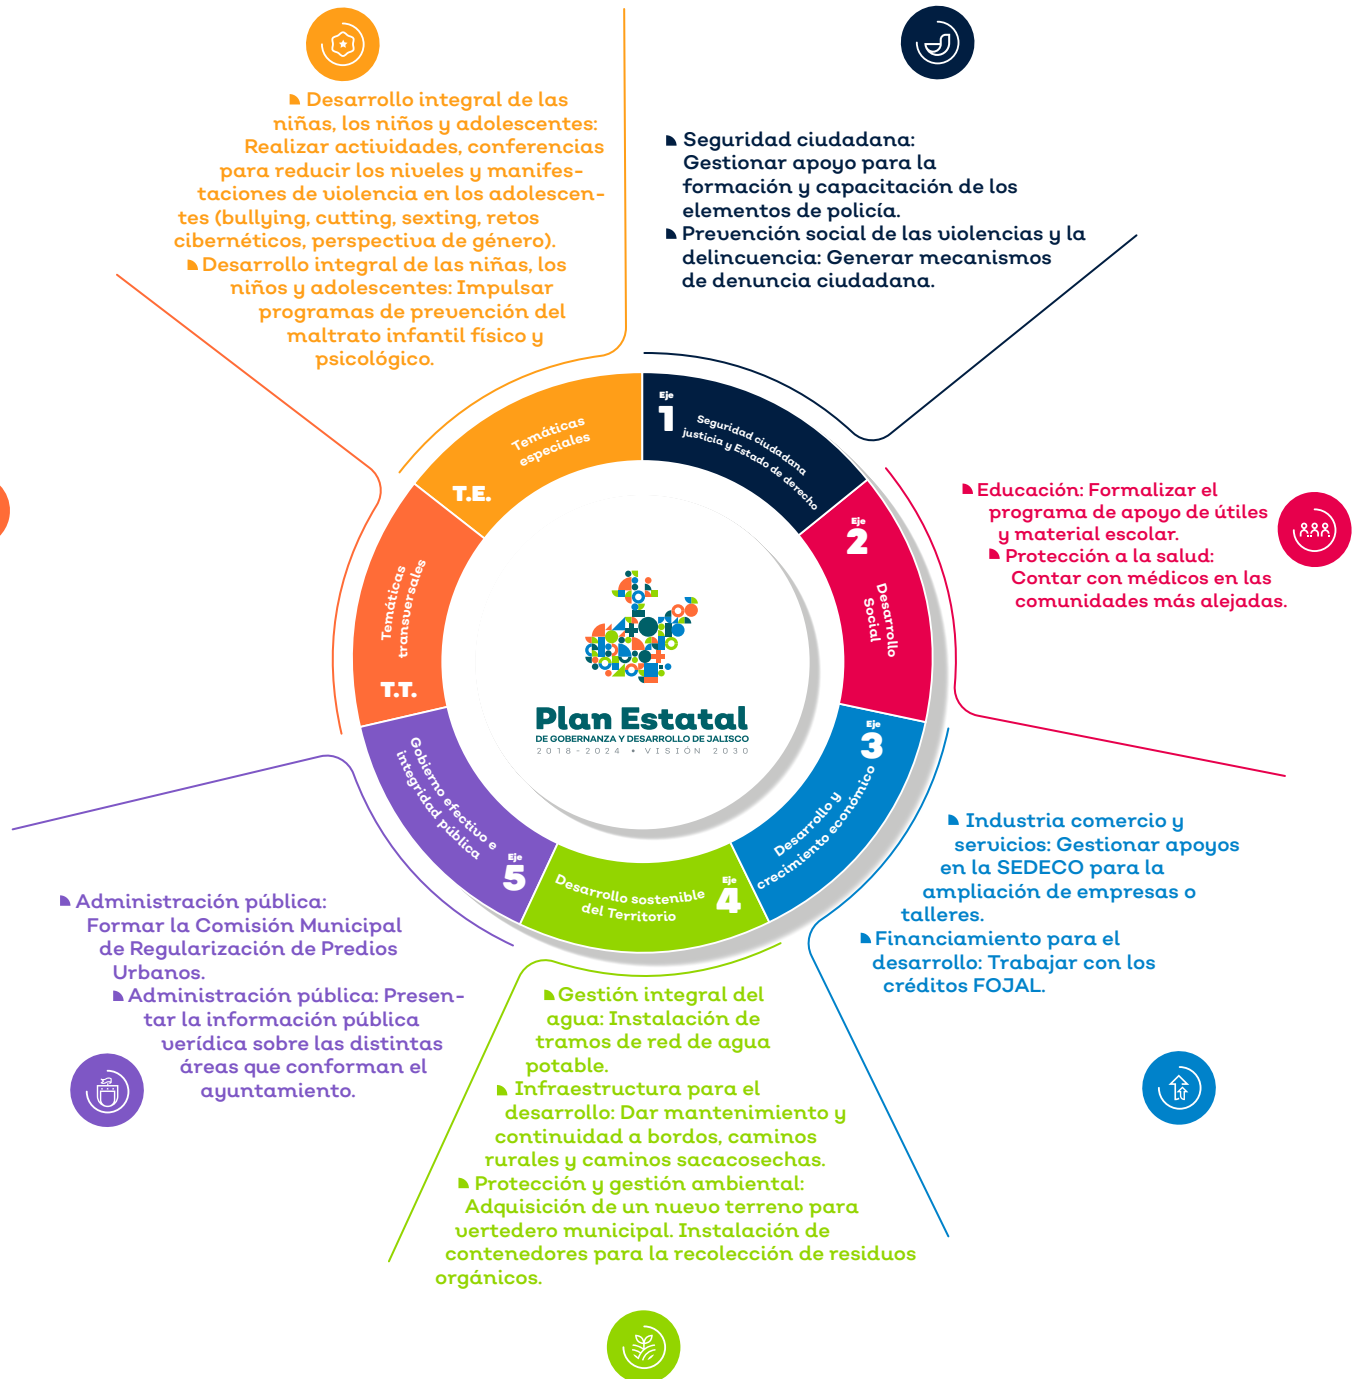 Desarrollo integral de las
niñas, los niños y adolescentes:
Realizar actividades, conferencias
para reducir los niveles y manifes-
taciones de violencia en los adolescen-
tes (bullying, cutting, sexting, retos
cibernéticos, perspectiva de género).
Desarrollo integral de las niñas, los
niños y adolescentes: Impulsar
programas de prevención del
maltrato infantil físico y
psicológico.
Seguridad ciudadana:
Gestionar apoyo para la
formación y capacitación de los
elementos de policía.
Prevención social de las violencias y la
delincuencia: Generar mecanismos
de denuncia ciudadana.
Educación: Formalizar el
programa de apoyo de útiles
y material escolar.
Protección a la salud:
Contar con médicos en las
comunidades más alejadas.
Industria comercio y
servicios: Gestionar apoyos
en la SEDECO para la
ampliación de empresas o
talleres.
Financiamiento para el
desarrollo: Trabajar con los
créditos FOJAL.
Gestión integral del
agua: Instalación de
tramos de red de agua
potable.
Infraestructura para el
desarrollo: Dar mantenimiento y
continuidad a bordos, caminos
rurales y caminos sacacosechas.
Protección y gestión ambiental:
Adquisición de un nuevo terreno para
vertedero municipal. Instalación de
contenedores para la recolección de residuos
orgánicos.
Administración pública:
Formar la Comisión Municipal
de Regularización de Predios
Urbanos.
Administración pública: Presen-
tar la información pública
verídica sobre las distintas
áreas que conforman el
ayuntamiento.
Eje
1
Seguridad ciudadana
justicia y Estado de derecho
Eje
2
Desarrollo
Social
Eje
3
Desarrollo y
crecimiento económico
Eje
4
Desarrollo sostenible
del Territorio
Eje
5
Gobierno efectivo e
integridad pública
T.T.
Temáticas
transversales
T.E.
Temáticas
especiales
Plan Estatal
DE GOBERNANZA Y DESARROLLO DE JALISCO
2018-2024 • VISIÓN 2030